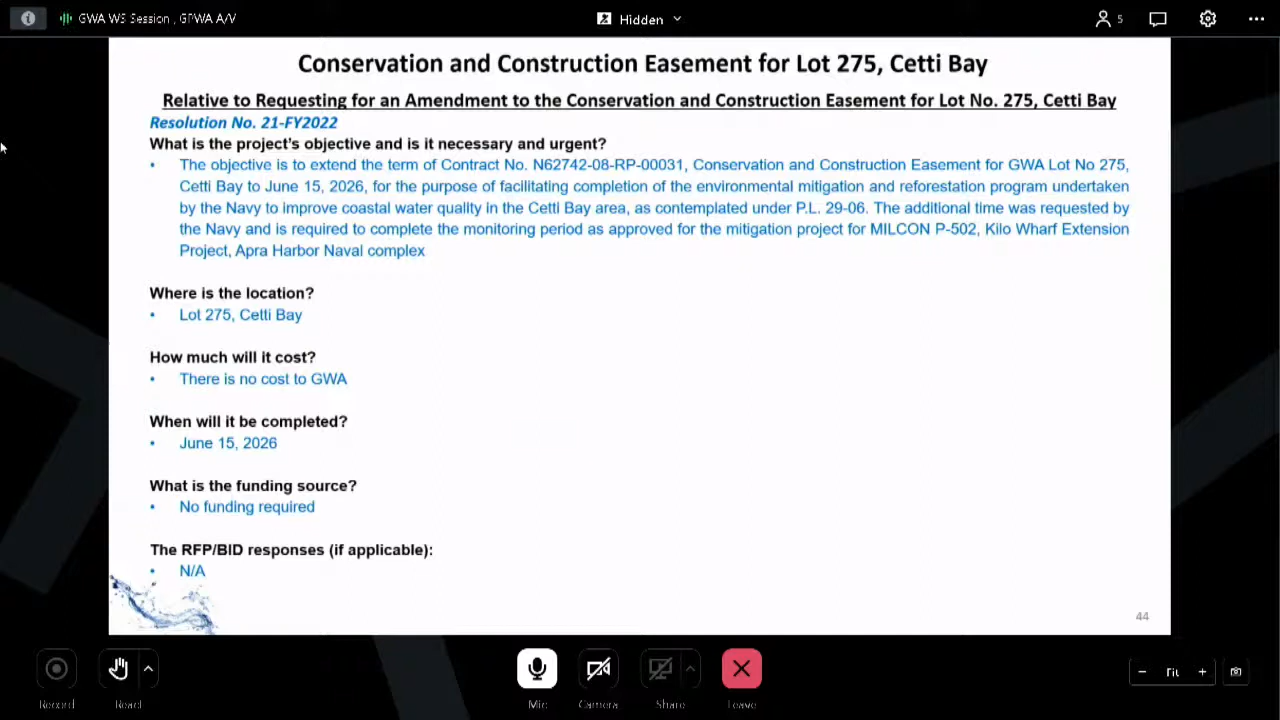 GWA WS Session , GPWA A/V
Hidden
5
Conservation and Construction Easement for Lot 275, Cetti Bay
Relative to Requesting for an Amendment to the Conservation and Construction Easement for Lot No. 275, Cetti Bay
Resolution No. 21-FY2022
What is the project's objective and is it necessary and urgent?
• The objective is to extend the term of Contract No. N62742-08-RP-00031, Conservation and Construction Easement for GWA Lot No 275,
Cetti Bay to June 15, 2026, for the purpose of facilitating completion of the environmental mitigation and reforestation program undertaken
by the Navy to improve coastal water quality in the Cetti Bay area, as contemplated under P.L. 29-06. The additional time was requested by
the Navy and is required to complete the monitoring period as approved for the mitigation project for MILCON P-502, Kilo Wharf Extension
Project, Apra Harbor Naval complex
Where is the location?
• Lot 275, Cetti Bay
How much will it cost?
• There is no cost to GWA
When will it be completed?
• June 15, 2026
What is the funding source?
• No funding required
The RFP/BID responses (if applicable):
• N/A
44
Record
React
Mic
Camera
Share
Leave
Fit